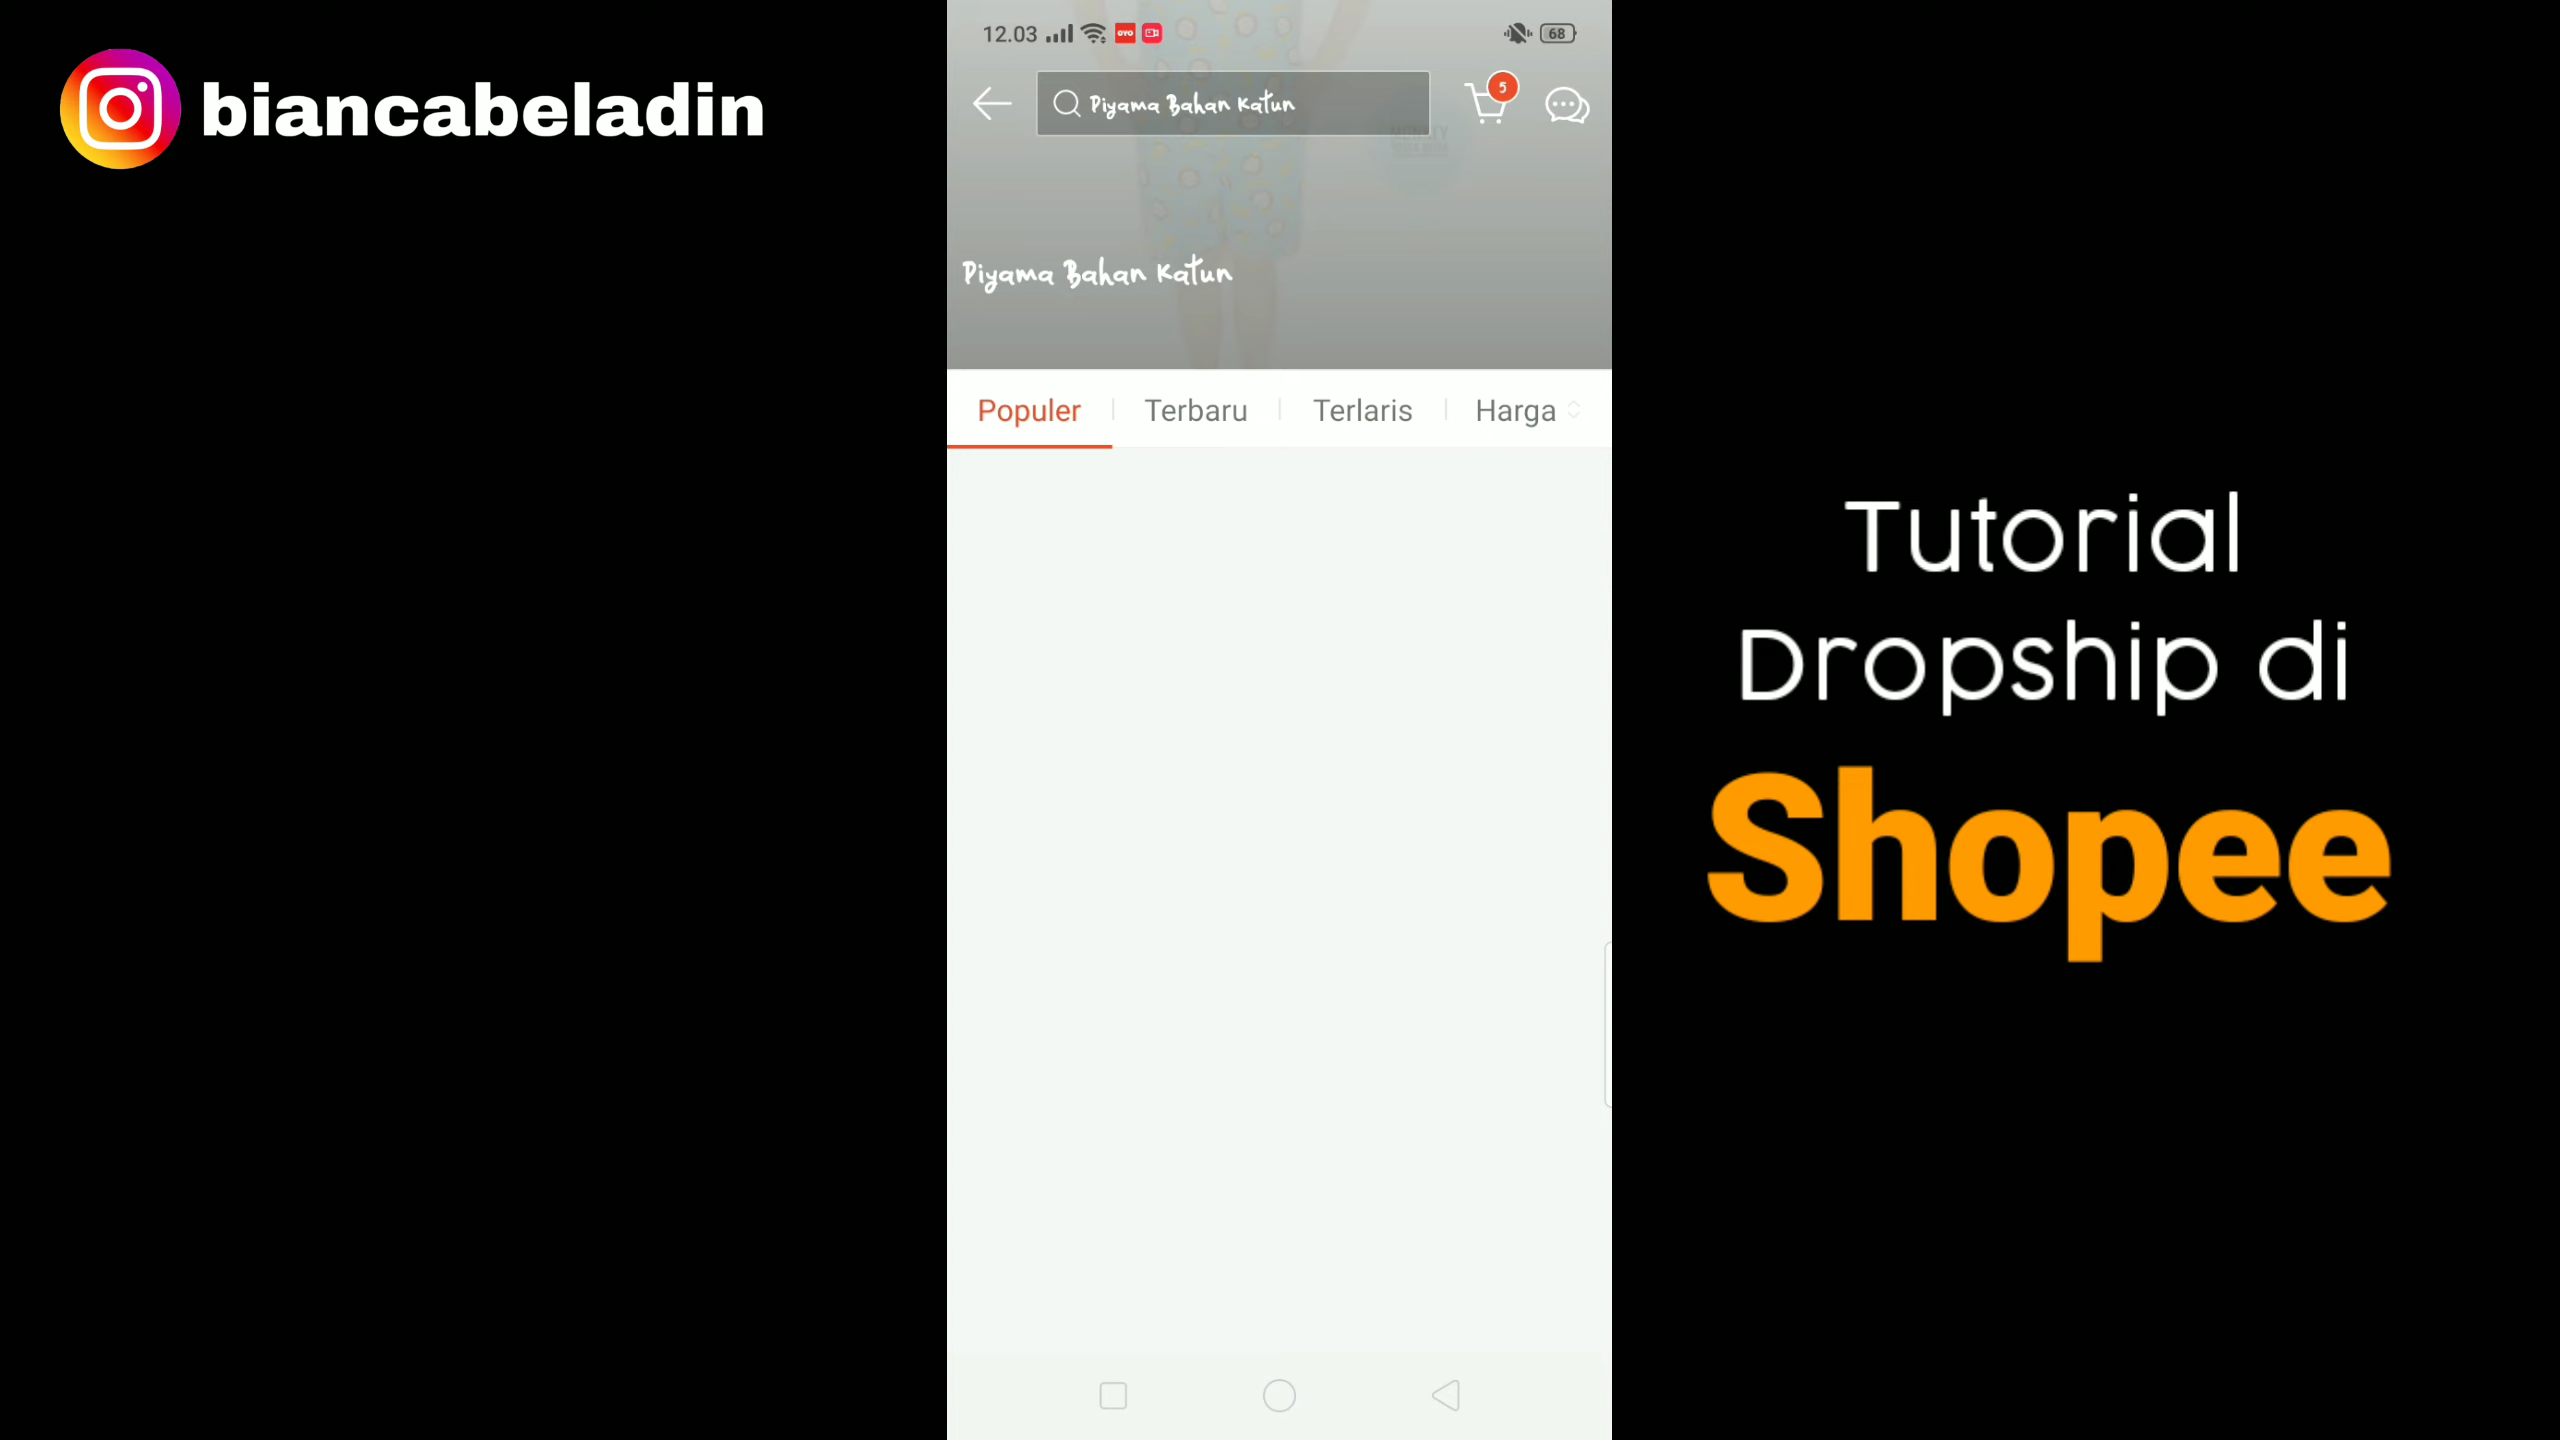 biancabeladin
12.03
OYO
68
Piyama Bahan Katun
5
Piyama Bahan Katun
Populer
Terbaru
Terlaris
Harga
Tutorial
Dropship di
Shopee